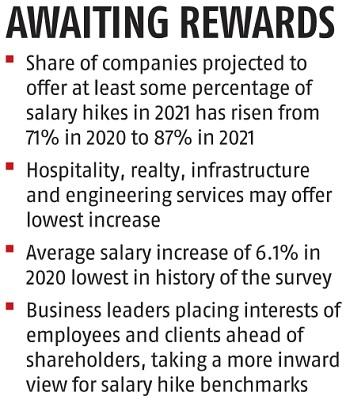 AWAITING REWARDS
Share of companies projected to
offer at least some percentage of
salary hikes in 2021 has risen from
71% in 2020 to 87% in 2021
Hospitality, realty, infrastructure
and engineering services may offer
lowest increase
Average salary increase of 6.1% in
2020 lowest in history of the survey
Business leaders placing interests of
employees and clients ahead of
shareholders, taking a more inward
view for salary hike benchmarks